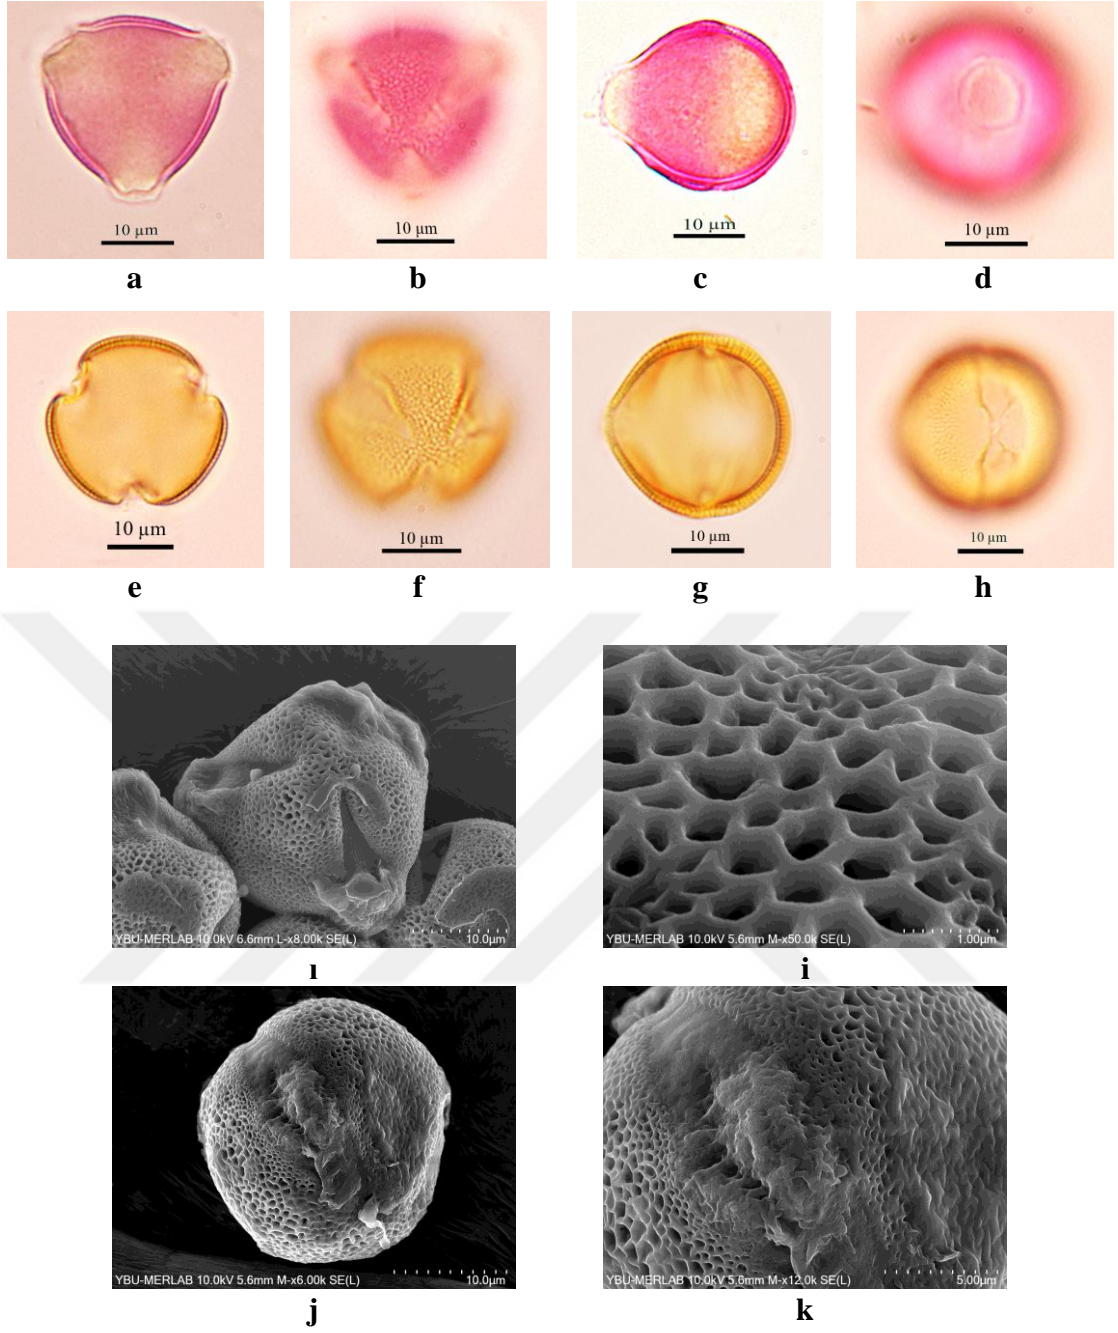 10 µm
10 µm
10 µm
10 µm
a
b
c
d
10 µm
10 µm
10 µm
10 µm
e
f
g
h
YBU-MERLAB 10.0kV 6.6mm L-x8.00k SE(L)
10.0µm
YBU-MERLAB 10.0kV 5.6mm M-x50.0k SE(L)
1.00µm
ı
i
YBU-MERLAB 10.0kV 5.6mm M-x6.00k SE(L)
10.0µm
YBU-MERLAB 10.0kV 5.6mm M-x12.0k SE(L)
5.00µm
j
k